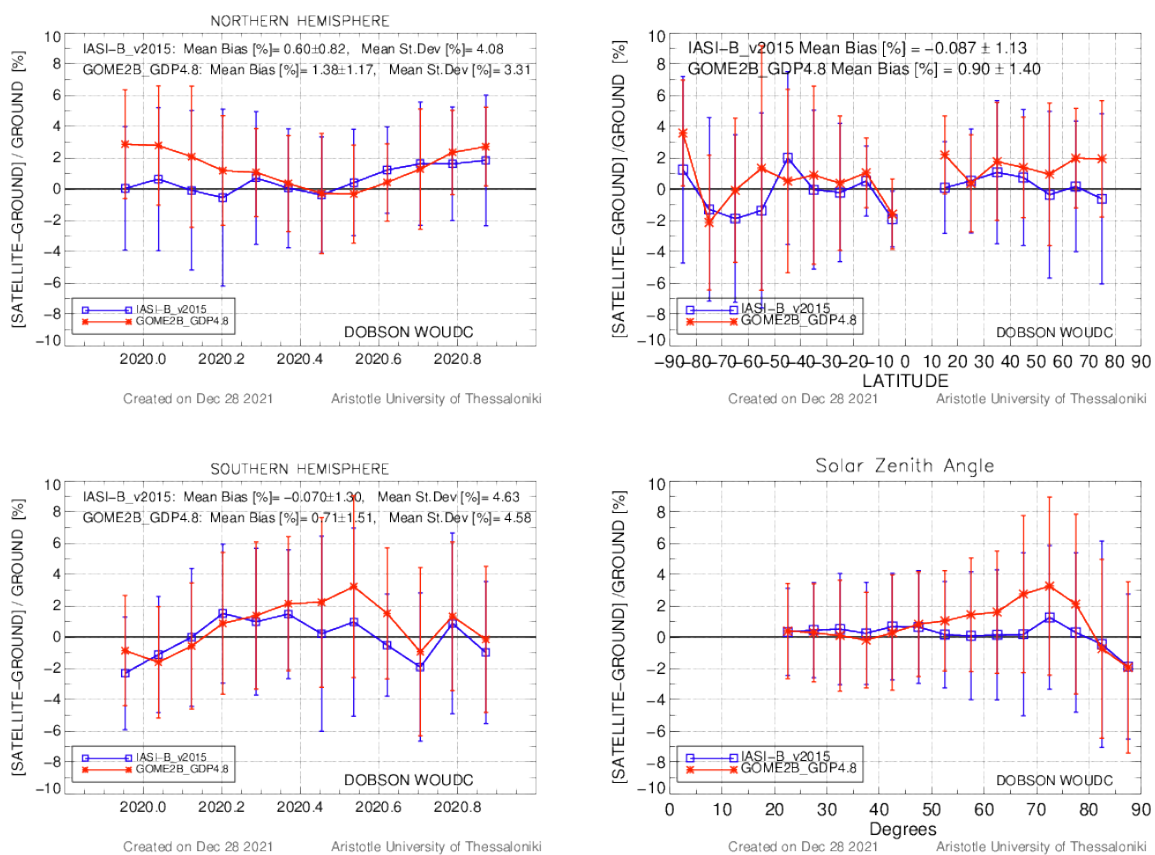 NORTHERN HEMISPHERE
[SATELLITE-GROUND] / GROUND [%]
10
8
6
4
2
0
-2
-4
-6
-8
-10
IASI-B_v2015: Mean Bias [%]= 0.60±0.82, Mean St.Dev [%]= 4.08
GOME2B_GDP4.8: Mean Bias [%]= 1.38±1.17, Mean St.Dev [%]= 3.31
IASI-B_v2015
GOME2B_GDP4.8
DOBSON WOUDC
2020.0 2020.2 2020.4 2020.6 2020.8
Created on Dec 28 2021 Aristotle University of Thessaloniki
[SATELLITE-GROUND] /GROUND [%]
10
8
6
4
2
0
-2
-4
-6
-8
-10
IASI-B_v2015 Mean Bias [%] = -0.087 ± 1.13
GOME2B_GDP4.8 Mean Bias [%] = 0.90 ± 1.40
IASI-B_v2015
GOME2B_GDP4.8
DOBSON WOUDC
-90 -80 -70 -60 -50 -40 -30 -20 -10 0 10 20 30 40 50 60 70 80 90
LATITUDE
Created on Dec 28 2021 Aristotle University of Thessaloniki
SOUTHERN HEMISPHERE
[SATELLITE-GROUND] / GROUND [%]
10
8
6
4
2
0
-2
-4
-6
-8
-10
IASI-B_v2015: Mean Bias [%]= -0.070±1.30, Mean St.Dev [%]= 4.63
GOME2B_GDP4.8: Mean Bias [%]= 0.71±1.51, Mean St.Dev [%]= 4.58
IASI-B_v2015
GOME2B_GDP4.8
DOBSON WOUDC
2020.0 2020.2 2020.4 2020.6 2020.8
Created on Dec 28 2021 Aristotle University of Thessaloniki
Solar Zenith Angle
[SATELLITE-GROUND] /GROUND [%]
10
8
6
4
2
0
-2
-4
-6
-8
-10
IASI-B_v2015
GOME2B_GDP4.8
DOBSON WOUDC
0 10 20 30 40 50 60 70 80 90
Degrees
Created on Dec 28 2021 Aristotle University of Thessaloniki